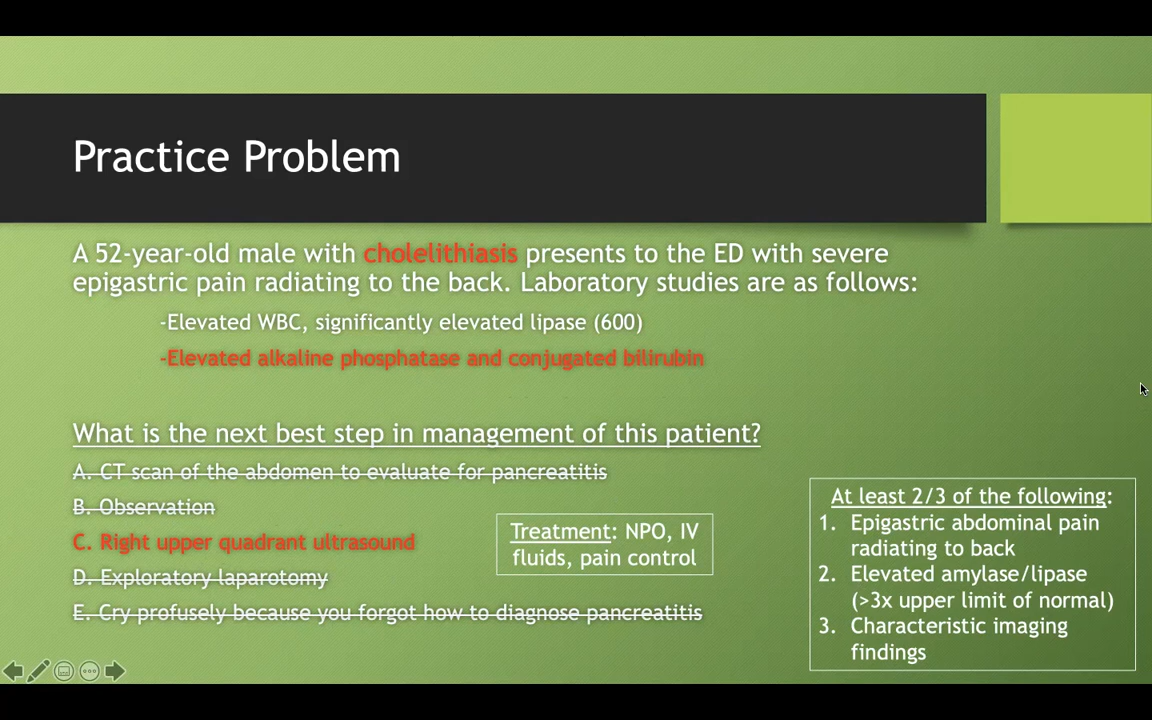 Practice Problem
A 52-year-old male with cholelithiasis presents to the ED with severe
epigastric pain radiating to the back. Laboratory studies are as follows:
-Elevated WBC, significantly elevated lipase (600)
-Elevated alkaline phosphatase and conjugated bilirubin
What is the next best step in management of this patient?
A. CT scan of the abdomen to evaluate for pancreatitis
B. Observation
C. Right upper quadrant ultrasound
D. Exploratory laparotomy
E. Cry profusely because you forgot how to diagnose pancreatitis
Treatment: NPO, IV
fluids, pain control
At least 2/3 of the following:
1. Epigastric abdominal pain
radiating to back
2. Elevated amylase/lipase
(>3x upper limit of normal)
3. Characteristic imaging
findings